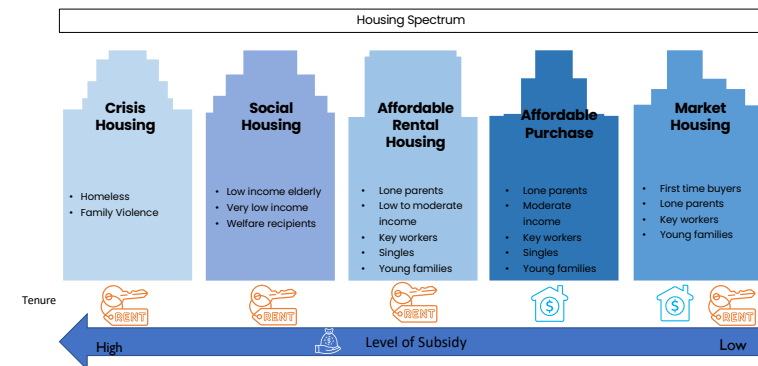 Housing Spectrum
Crisis
Housing
• Homeless
• Family Violence
Social
Housing
• Low income elderly
• Very low income
• Welfare recipients
Affordable
Rental
Housing
• Lone parents
• Low to moderate
income
• Key workers
• Singles
• Young families
Affordable
Purchase
• Lone parents
• Moderate
income
• Key workers
• Singles
• Young families
Market
Housing
• First time buyers
• Lone parents
• Key workers
• Young families
Tenure
RENT
RENT
RENT
$
$
RENT
High
$
Level of Subsidy
Low